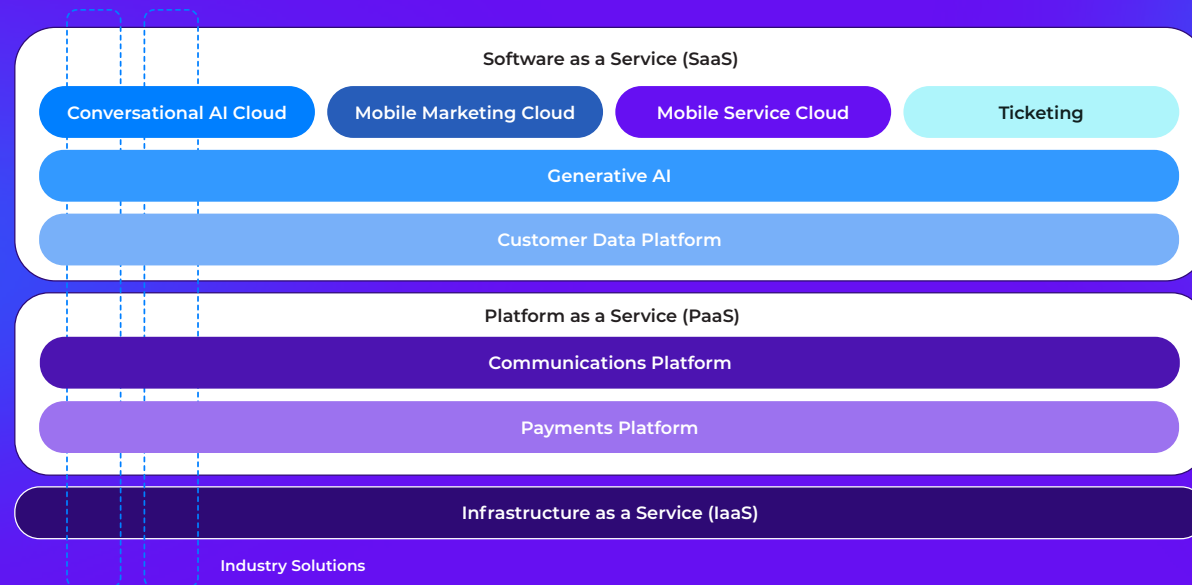 Software as a Service (SaaS)
Conversational AI Cloud
Mobile Marketing Cloud
Mobile Service Cloud
Ticketing
Generative AI
Customer Data Platform
Platform as a Service (PaaS)
Communications Platform
Payments Platform
Infrastructure as a Service (IaaS)
Industry Solutions